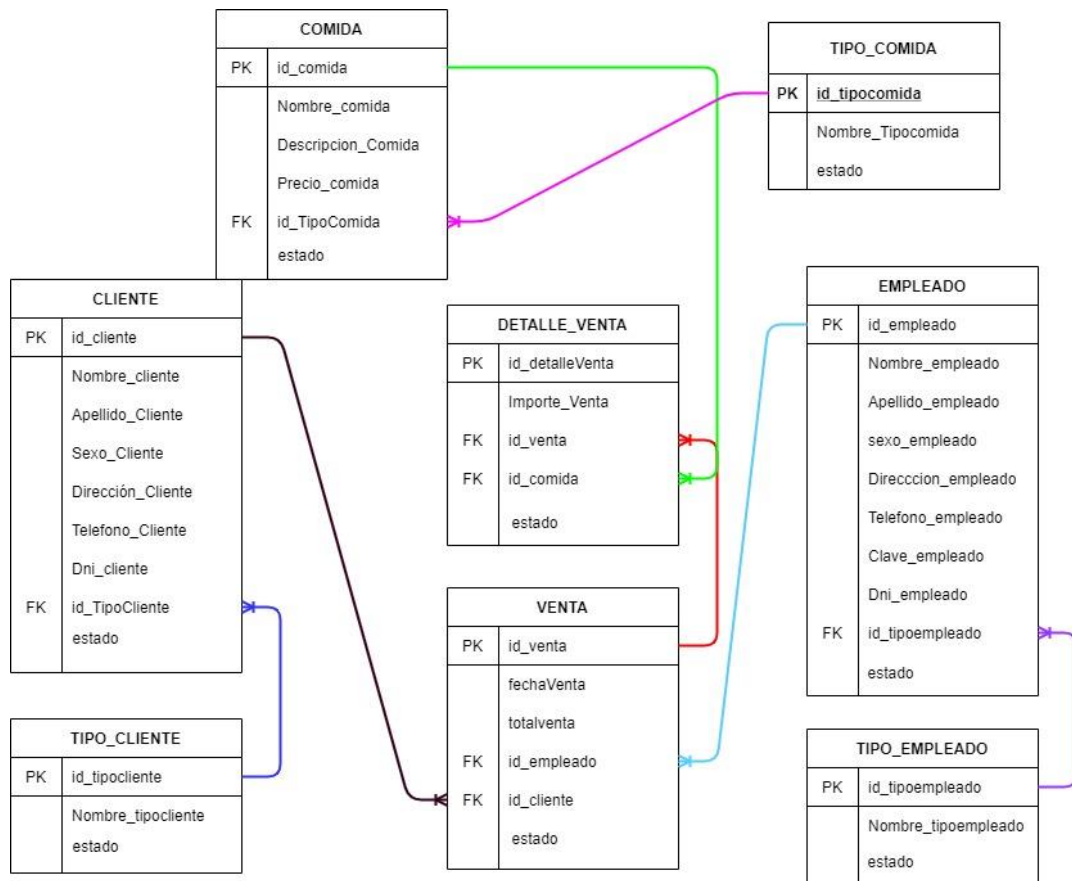 COMIDA
PK id_comida
Nombre_comida
Descripcion_Comida
Precio_comida
FK id_TipoComida
estado
TIPO_COMIDA
PK id_tipocomida
Nombre_Tipocomida
estado
CLIENTE
PK id_cliente
Nombre_cliente
Apellido_Cliente
Sexo_Cliente
Dirección_Cliente
Telefono_Cliente
Dni_cliente
FK id_TipoCliente
estado
DETALLE_VENTA
PK id_detalleVenta
Importe_Venta
FK id_venta
FK id_comida
estado
EMPLEADO
PK id_empleado
Nombre_empleado
Apellido_empleado
sexo_empleado
Direcccion_empleado
Telefono_empleado
Clave_empleado
Dni_empleado
FK id_tipoempleado
estado
TIPO_CLIENTE
PK id_tipocliente
Nombre_tipocliente
estado
VENTA
PK id_venta
fechaVenta
totalventa
FK id_empleado
FK id_cliente
estado
TIPO_EMPLEADO
PK id_tipoempleado
Nombre_tipoempleado
estado